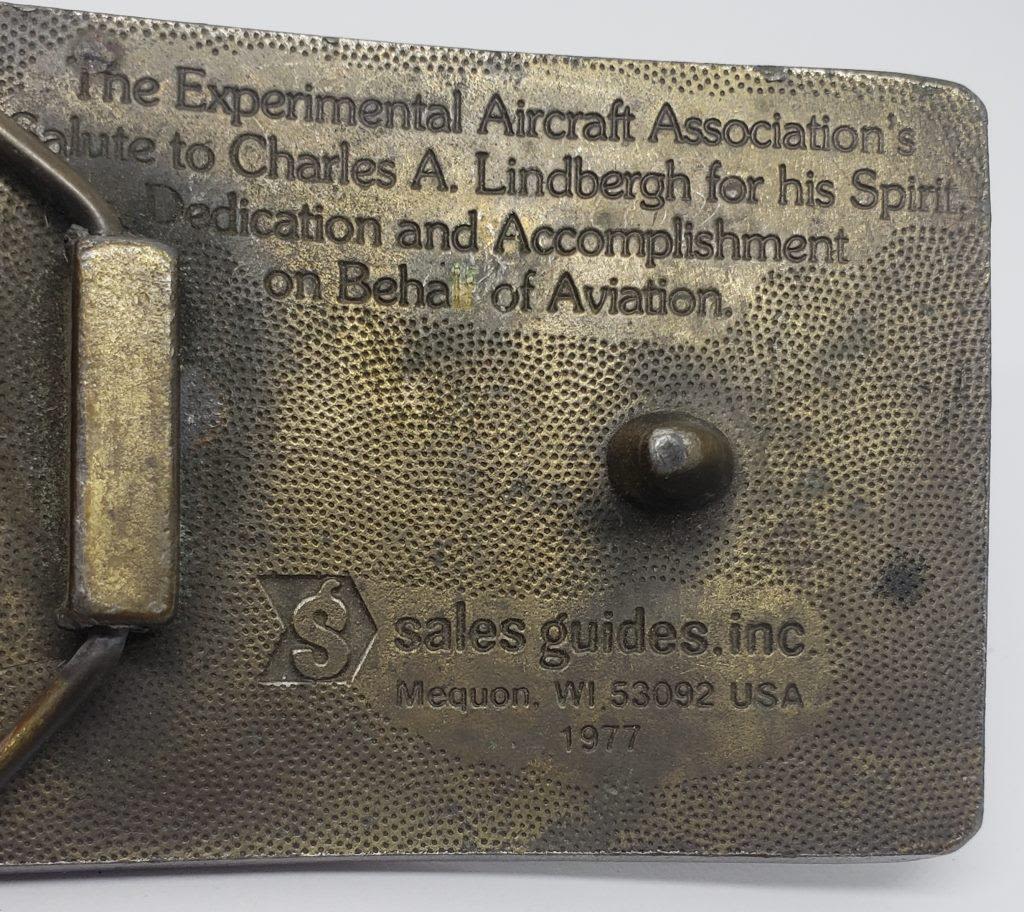 The Experimental Aircraft Association's
Salute to Charles A. Lindbergh for his Spirit,
Dedication and Accomplishment
on Behalf of Aviation.
S
sales guides, inc
Mequon, WI 53092 USA
1977